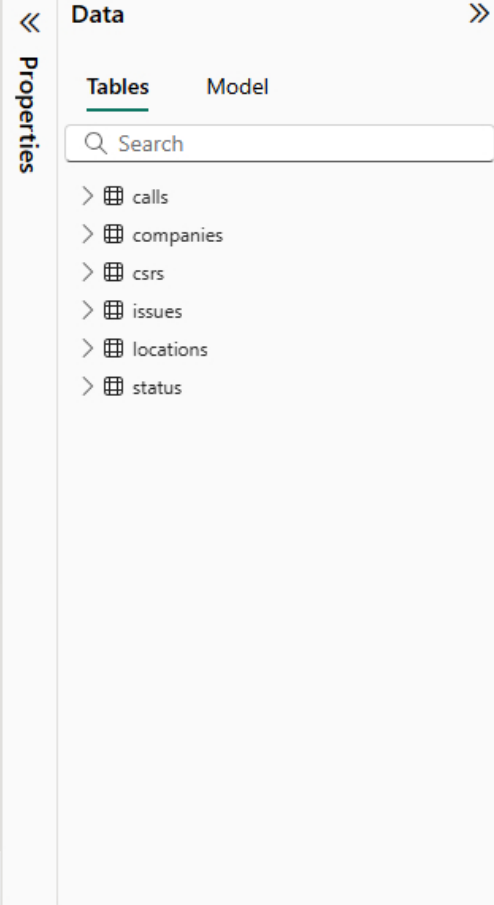 Properties
Data
Tables Model
Search
calls
companies
csrs
issues
locations
status